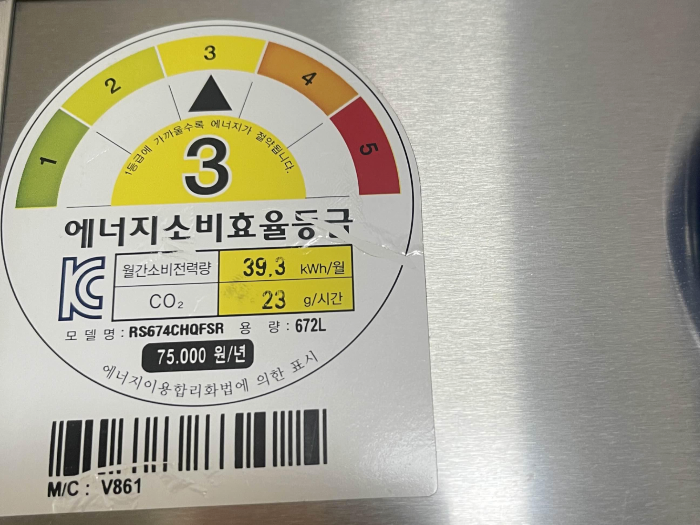 1 2 3 4 5
1등급에 가까울수록 에너지가 절약됩니다.
3
에너지소비효율등급
월간소비전력량 39.3 kWh/월
CO₂ 23 g/시간
모델명 : RS674CHQFSR 용 량 : 672L
75.000 원/년
에너지이용합리화법에 의한 표시
M/C : V861